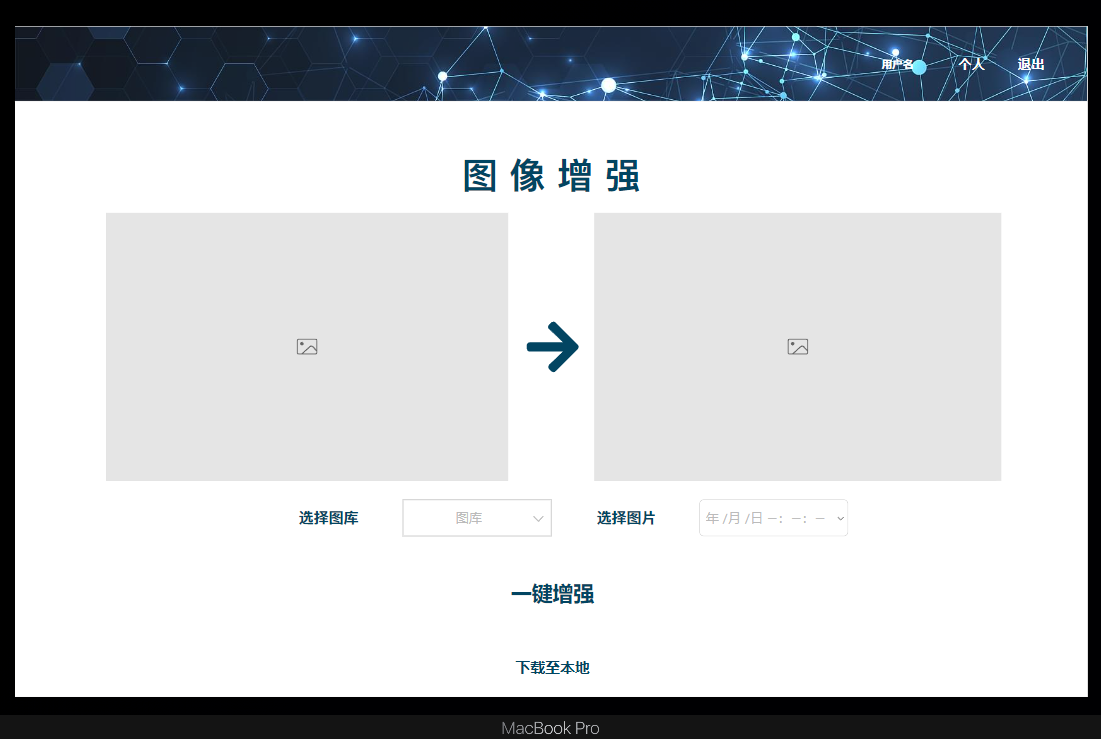 用户名 个人 退出
图像增强
选择图库 图库 选择图片 年 /月 /日 －：－：－
一键增强
下载至本地
MacBook Pro